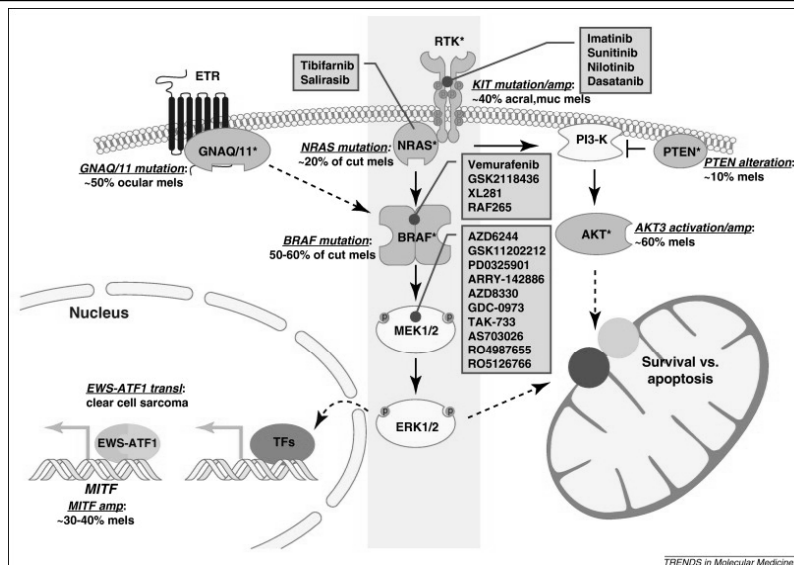 RTK*
Imatinib
Sunitinib
Nilotinib
Dasatanib
Tibifarnib
Salirasib
ETR
KIT mutation/amp:
~40% acral,muc mels
GNAQ/11*
NRAS mutation:
~20% of cut mels
NRAS*
PI3-K
PTEN*
GNAQ/11 mutation:
~50% ocular mels
PTEN alteration:
~10% mels
Vemurafenib
GSK2118436
XL281
RAF265
BRAF mutation:
50-60% of cut mels
BRAF*
AKT*
AKT3 activation/amp:
~60% mels
AZD6244
GSK11202212
PD0325901
ARRY-142886
AZD8330
GDC-0973
TAK-733
AS703026
RO4987655
RO5126766
Nucleus
P
MEK1/2
P
Survival vs.
apoptosis
EWS-ATF1 transl:
clear cell sarcoma
EWS-ATF1
TFs
P
ERK1/2
P
MITF
MITF amp:
~30-40% mels
TRENDS in Molecular Medicine